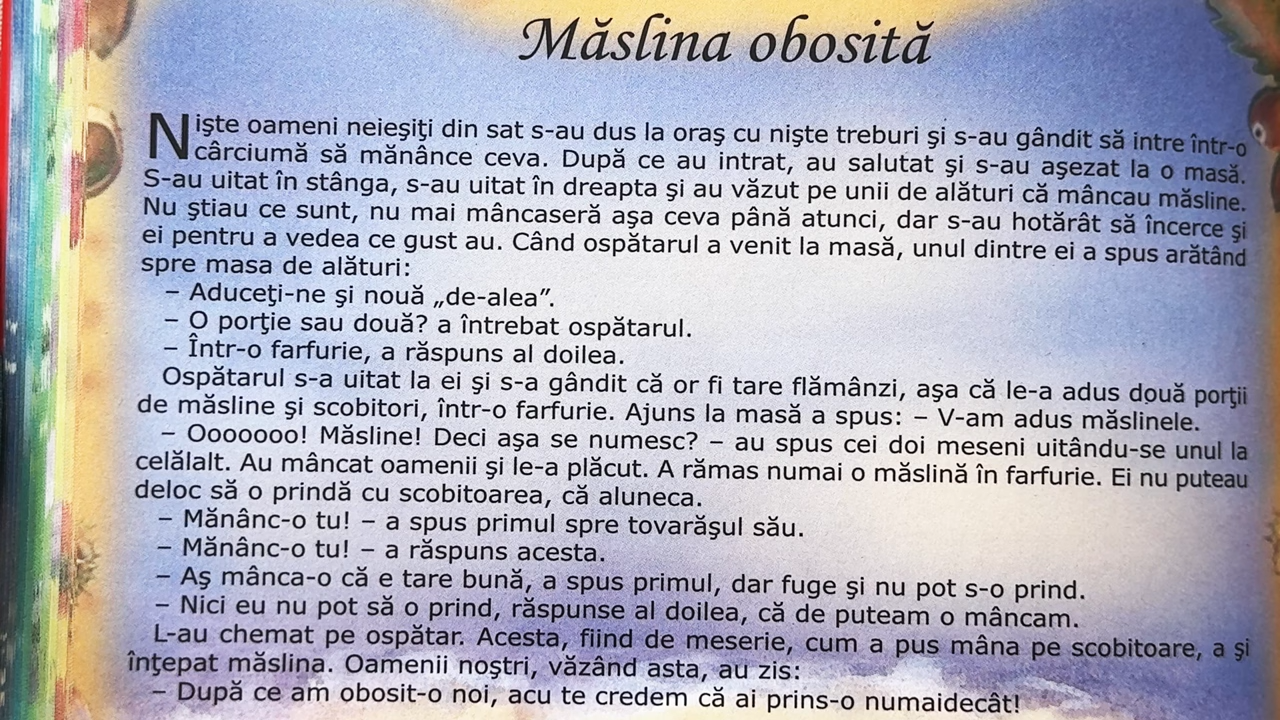 Măslina obosită
Nişte oameni neieşiţi din sat s-au dus la oraş cu nişte treburi şi s-au gândit să intre într-o
cârciumă să mănânce ceva. După ce au intrat, au salutat şi s-au aşezat la o masă.
S-au uitat în stânga, s-au uitat în dreapta şi au văzut pe unii de alături că mâncau măsline.
Nu ştiau ce sunt, nu mai mâncaseră aşa ceva până atunci, dar s-au hotărât să încerce şi
ei pentru a vedea ce gust au. Când ospătarul a venit la masă, unul dintre ei a spus arătând
spre masa de alături:
– Aduceţi-ne şi nouă „de-alea”.
– O porţie sau două? a întrebat ospătarul.
– Într-o farfurie, a răspuns al doilea.
Ospătarul s-a uitat la ei şi s-a gândit că or fi tare flămânzi, aşa că le-a adus două porţii
de măsline şi scobitori, într-o farfurie. Ajuns la masă a spus: – V-am adus măslinele.
– Ooooooo! Măsline! Deci aşa se numesc? – au spus cei doi meseni uitându-se unul la
celălalt. Au mâncat oamenii şi le-a plăcut. A rămas numai o măslină în farfurie. Ei nu puteau
deloc să o prindă cu scobitoarea, că aluneca.
– Mănânc-o tu! – a spus primul spre tovarăşul său.
– Mănânc-o tu! – a răspuns acesta.
– Aş mânca-o că e tare bună, a spus primul, dar fuge şi nu pot s-o prind.
– Nici eu nu pot să o prind, răspunse al doilea, că de puteam o mâncam.
L-au chemat pe ospătar. Acesta, fiind de meserie, cum a pus mâna pe scobitoare, a şi
înţepat măslina. Oamenii noştri, văzând asta, au zis:
– După ce am obosit-o noi, acu te credem că ai prins-o numaidecât!